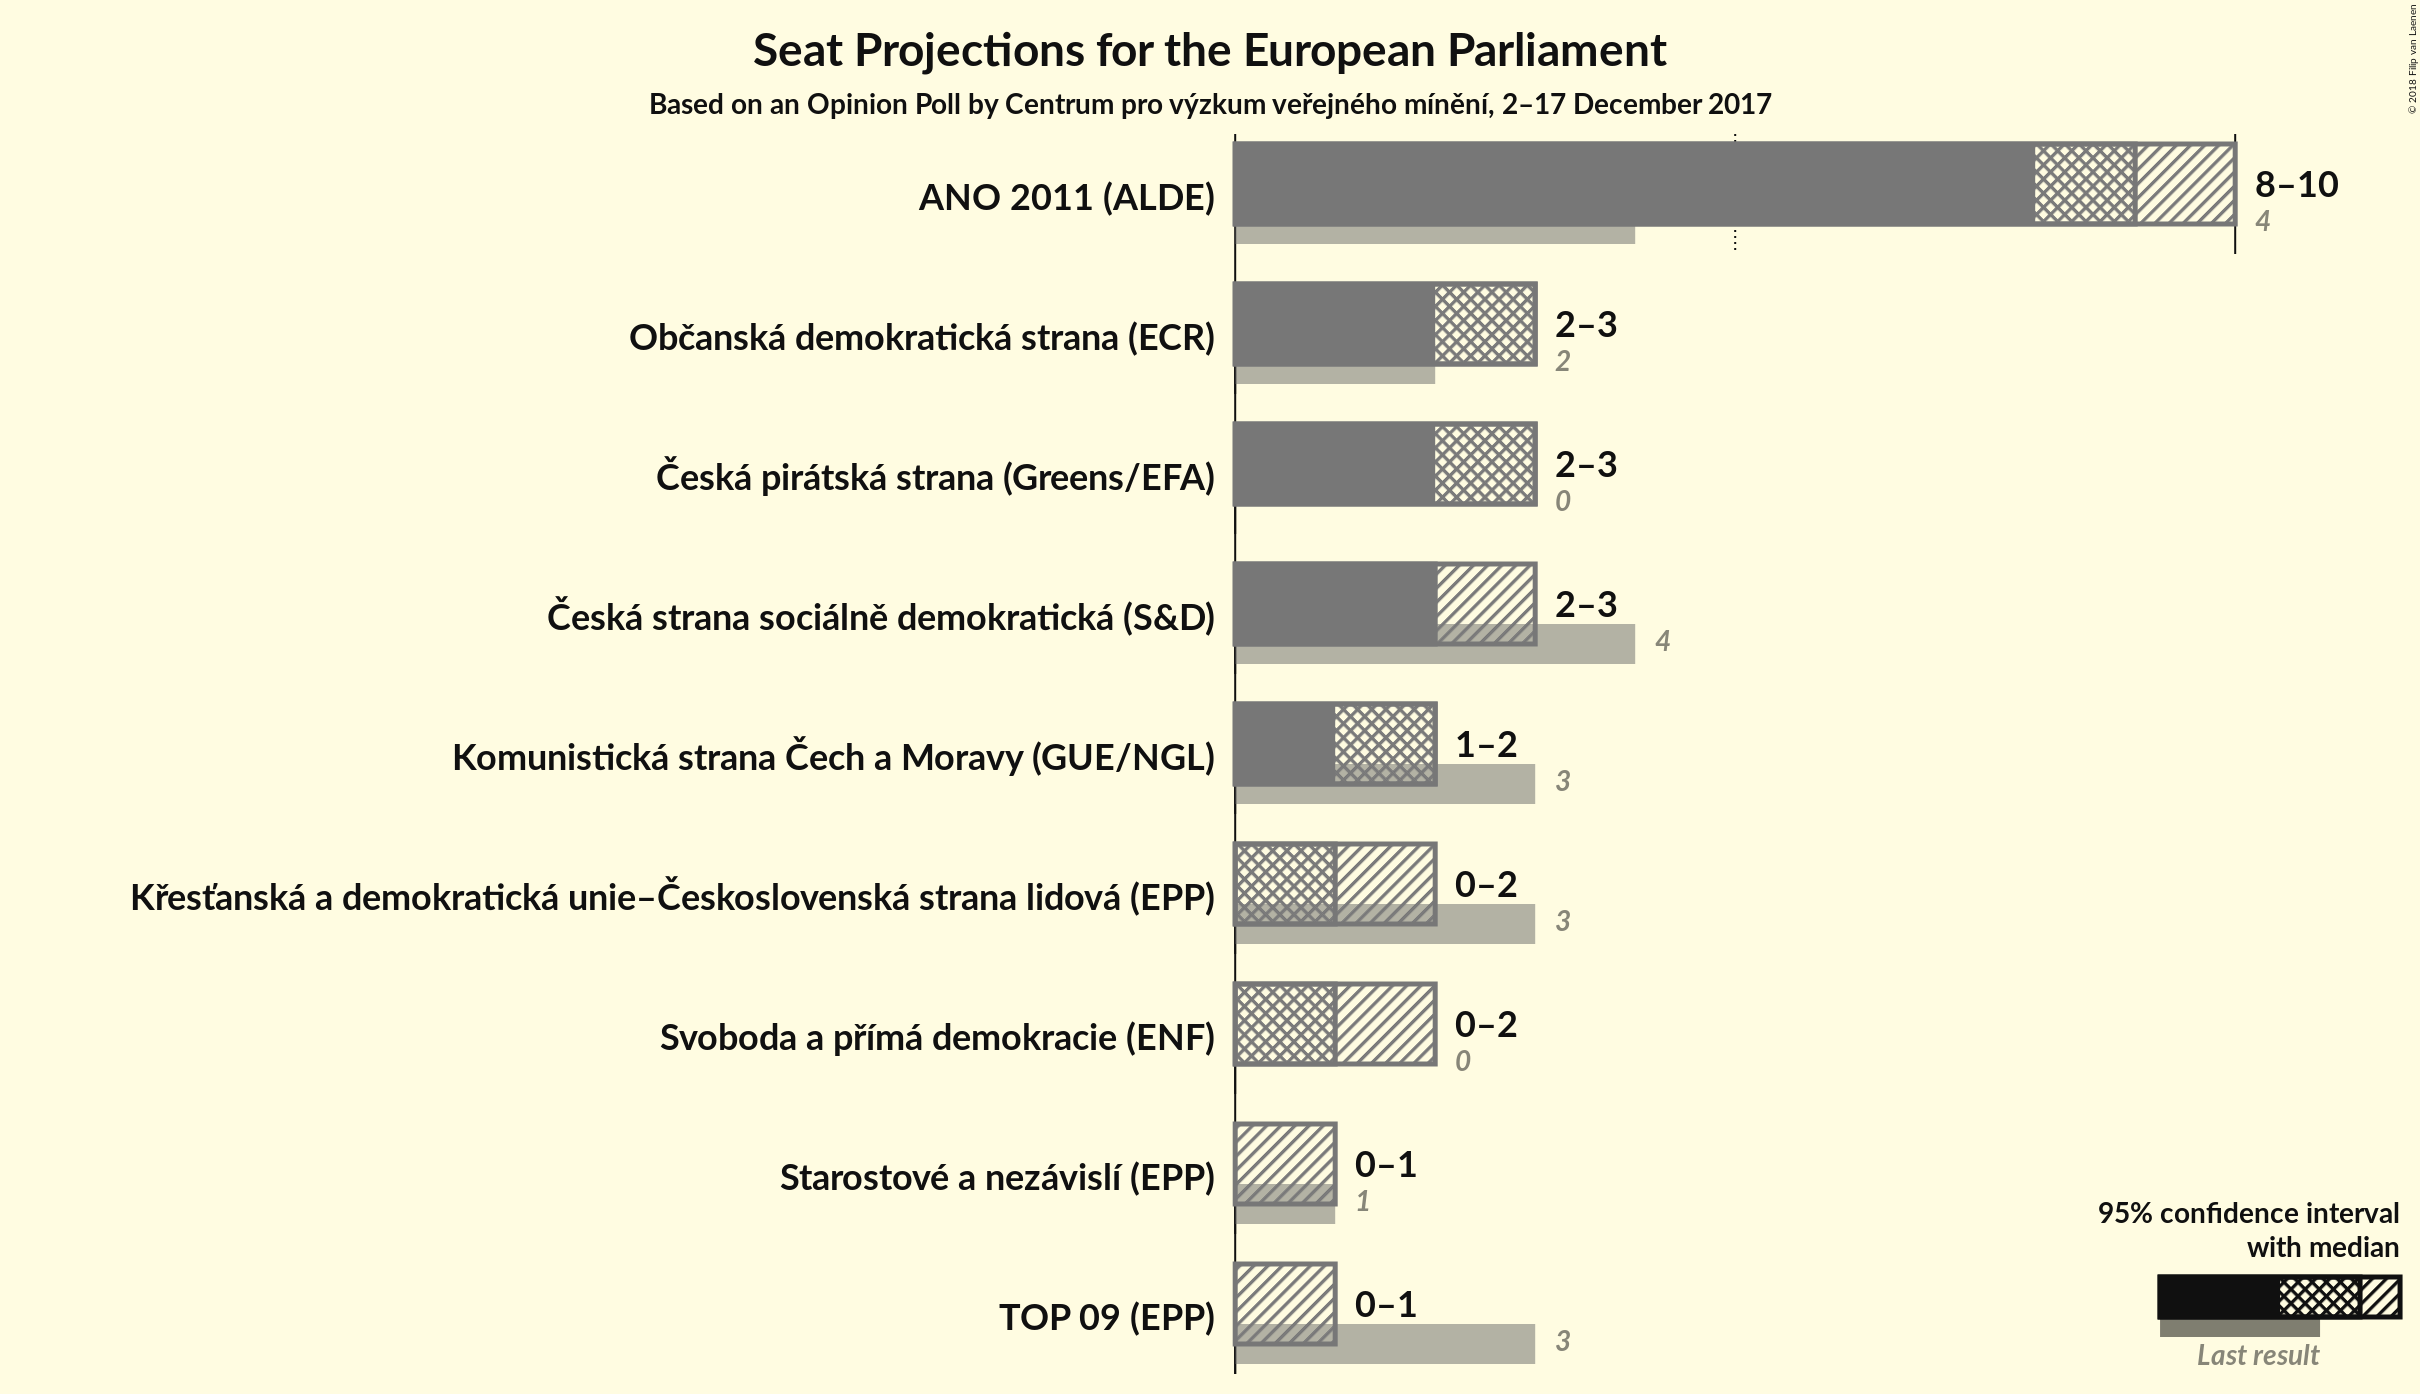 Seat Projections for the European Parliament
Based on an Opinion Poll by Centrum pro výzkum veřejného mínění, 2–17 December 2017
© 2018 Filip van Laenen
ANO 2011 (ALDE)
8–10
4
Občanská demokratická strana (ECR)
2–3
2
Česká pirátská strana (Greens/EFA)
2–3
0
Česká strana sociálně demokratická (S&D)
2–3
4
Komunistická strana Čech a Moravy (GUE/NGL)
1–2
3
Křesťanská a demokratická unie–Československá strana lidová (EPP)
0–2
3
Svoboda a přímá demokracie (ENF)
0–2
0
Starostové a nezávislí (EPP)
0–1
1
TOP 09 (EPP)
0–1
3
95% confidence interval
with median
Last result